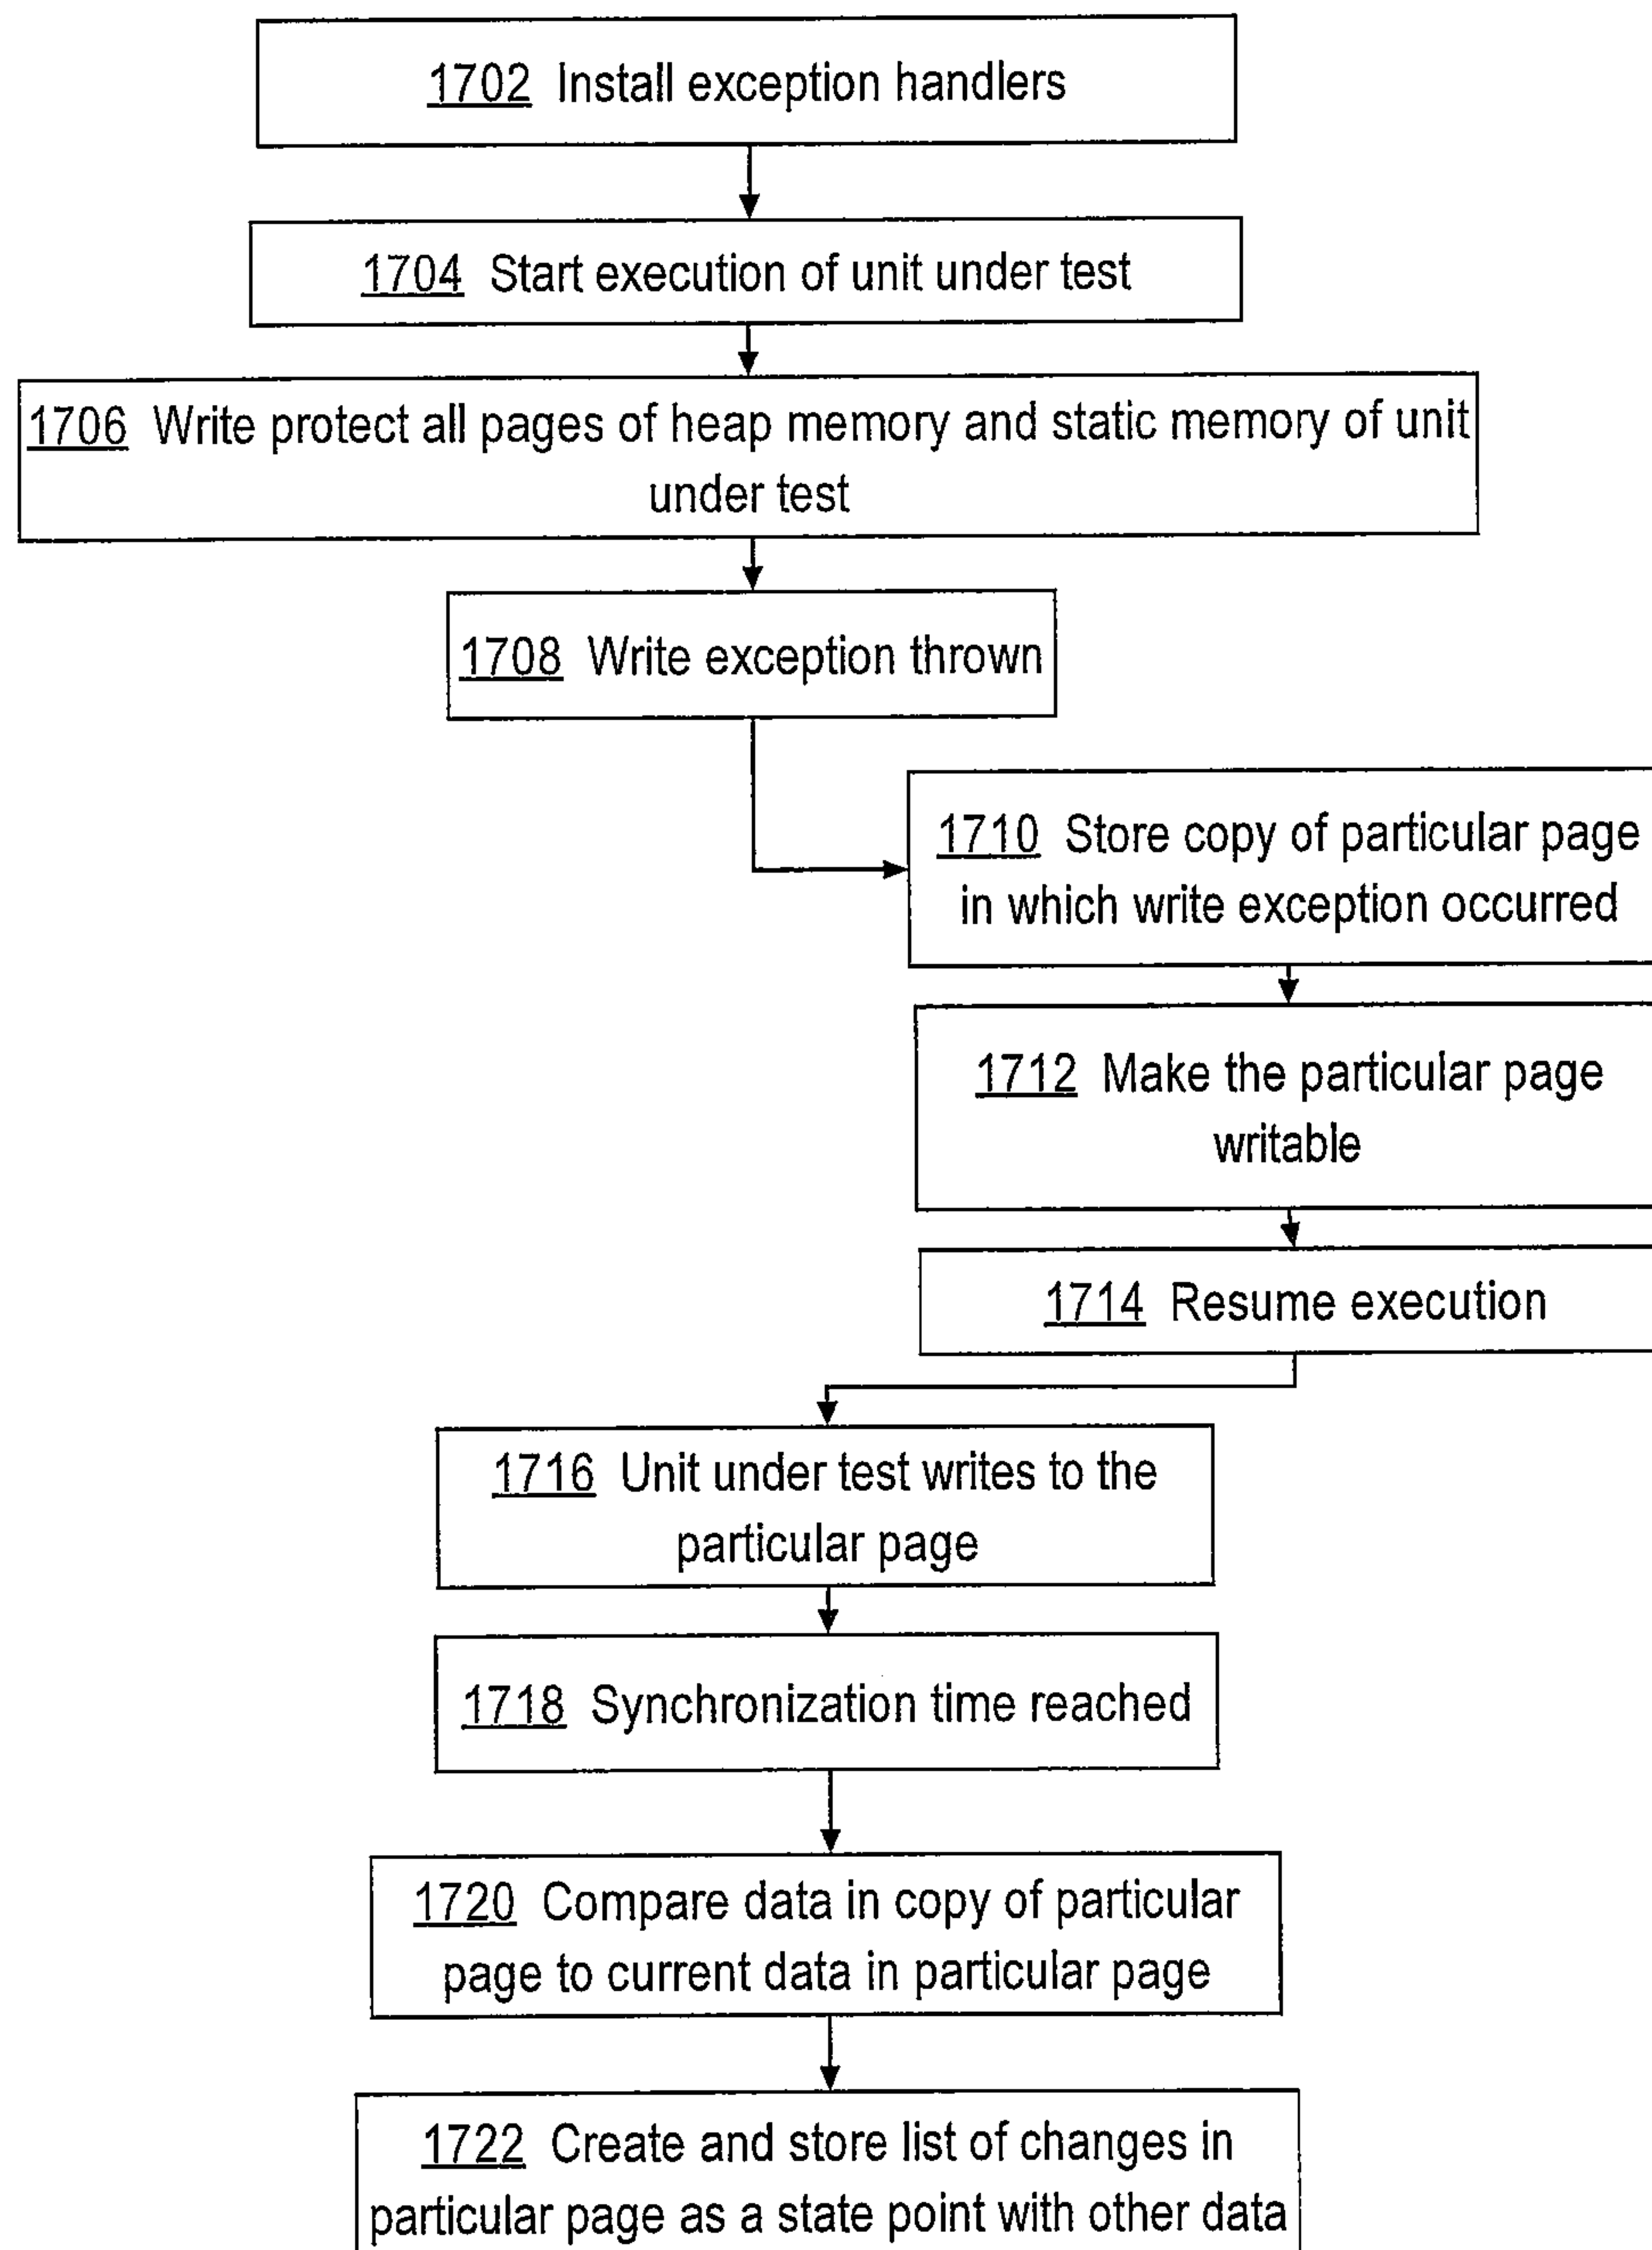 1702 Install exception handlers
1704 Start execution of unit under test
1706 Write protect all pages of heap memory and static memory of unit
under test
1708 Write exception thrown
1710 Store copy of particular page
in which write exception occurred
1712 Make the particular page
writable
1714 Resume execution
1716 Unit under test writes to the
particular page
1718 Synchronization time reached
1720 Compare data in copy of particular
page to current data in particular page
1722 Create and store list of changes in
particular page as a state point with other data